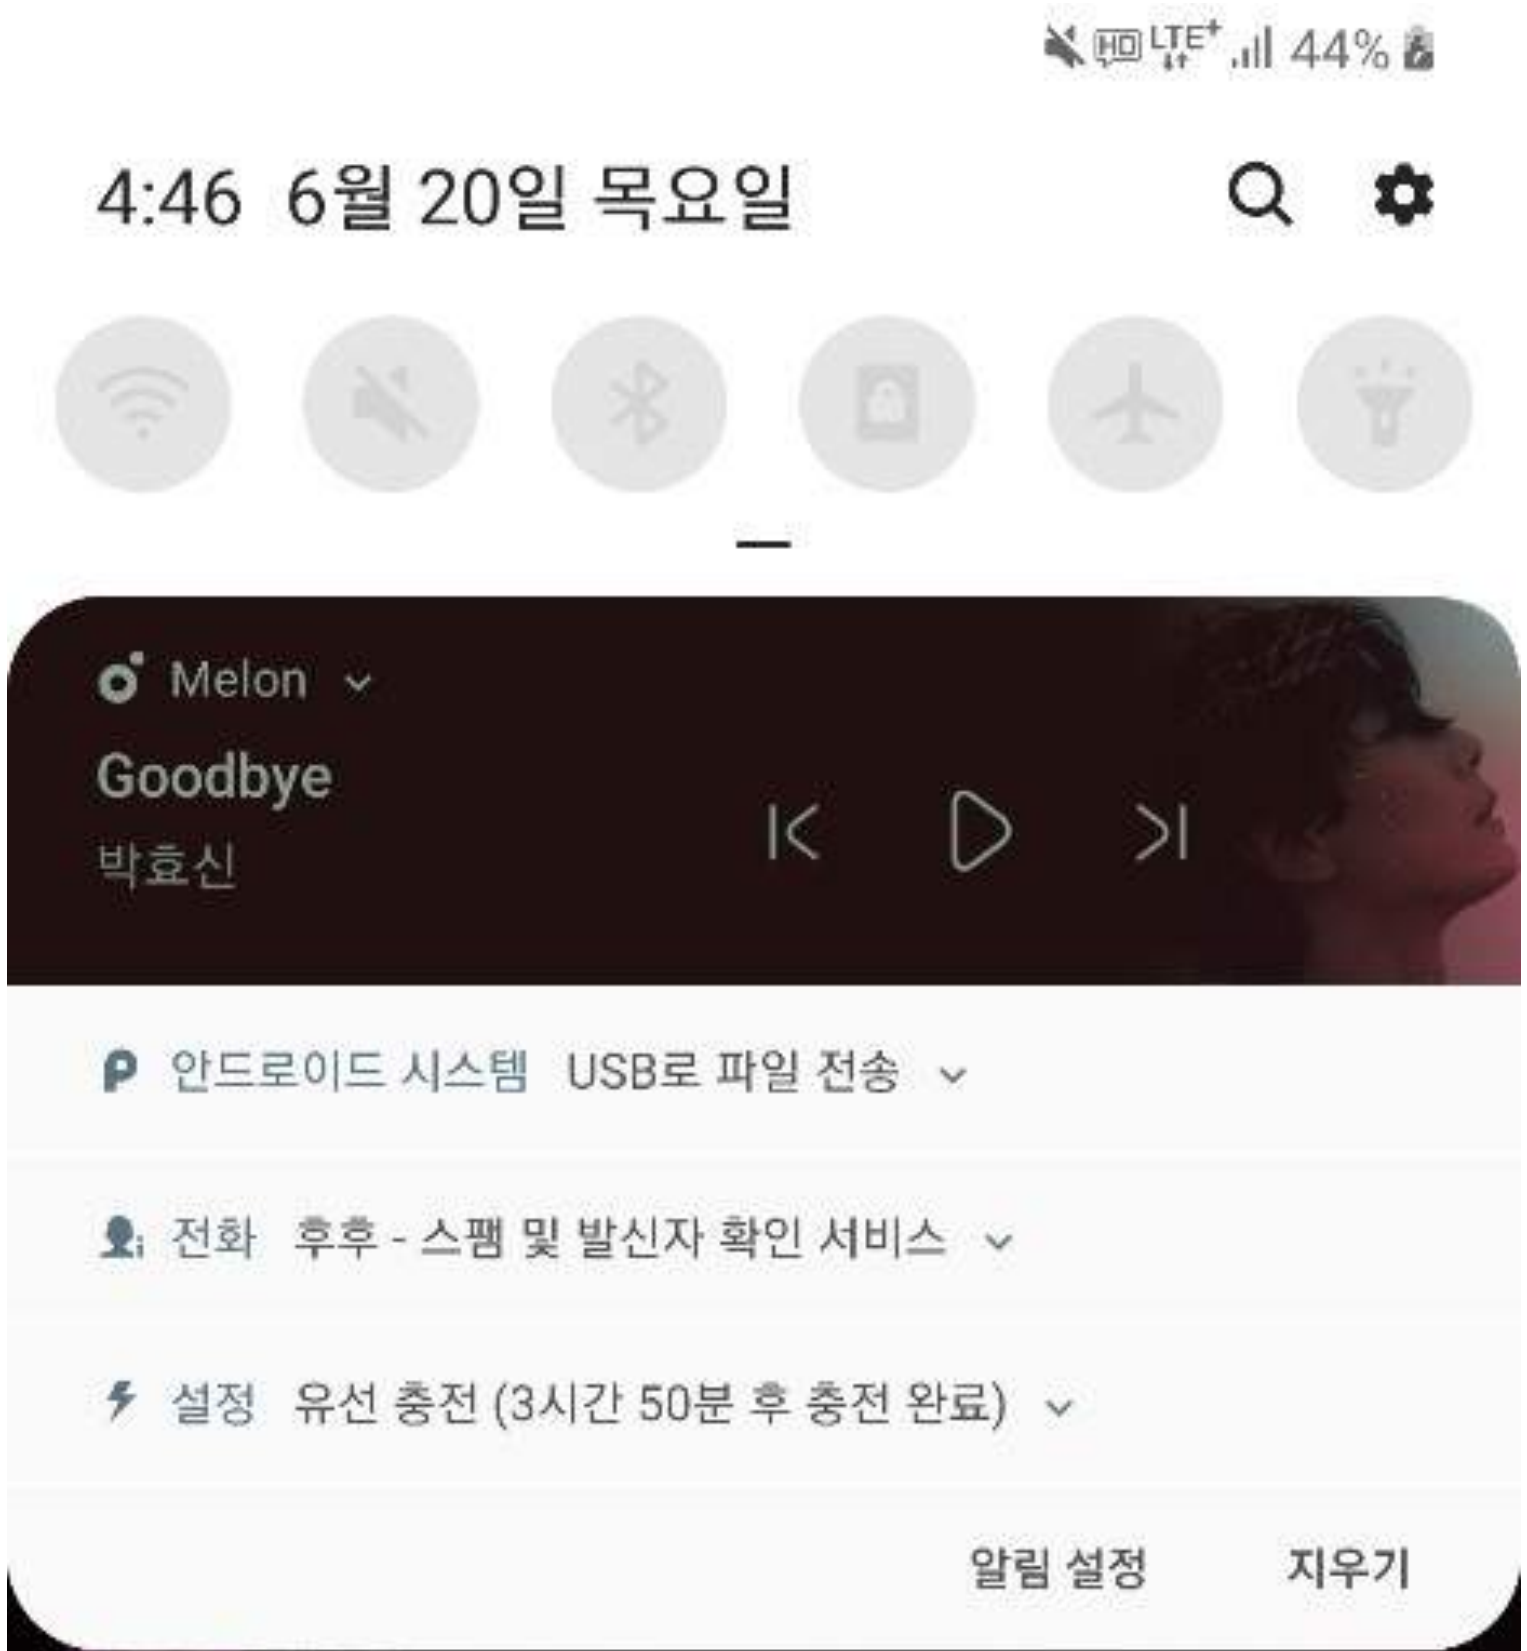 HD LTE+ 44%
4:46 6월 20일 목요일
Melon
Goodbye
박효신
안드로이드 시스템 USB로 파일 전송
전화 후후 - 스팸 및 발신자 확인 서비스
설정 유선 충전 (3시간 50분 후 충전 완료)
알림 설정 지우기